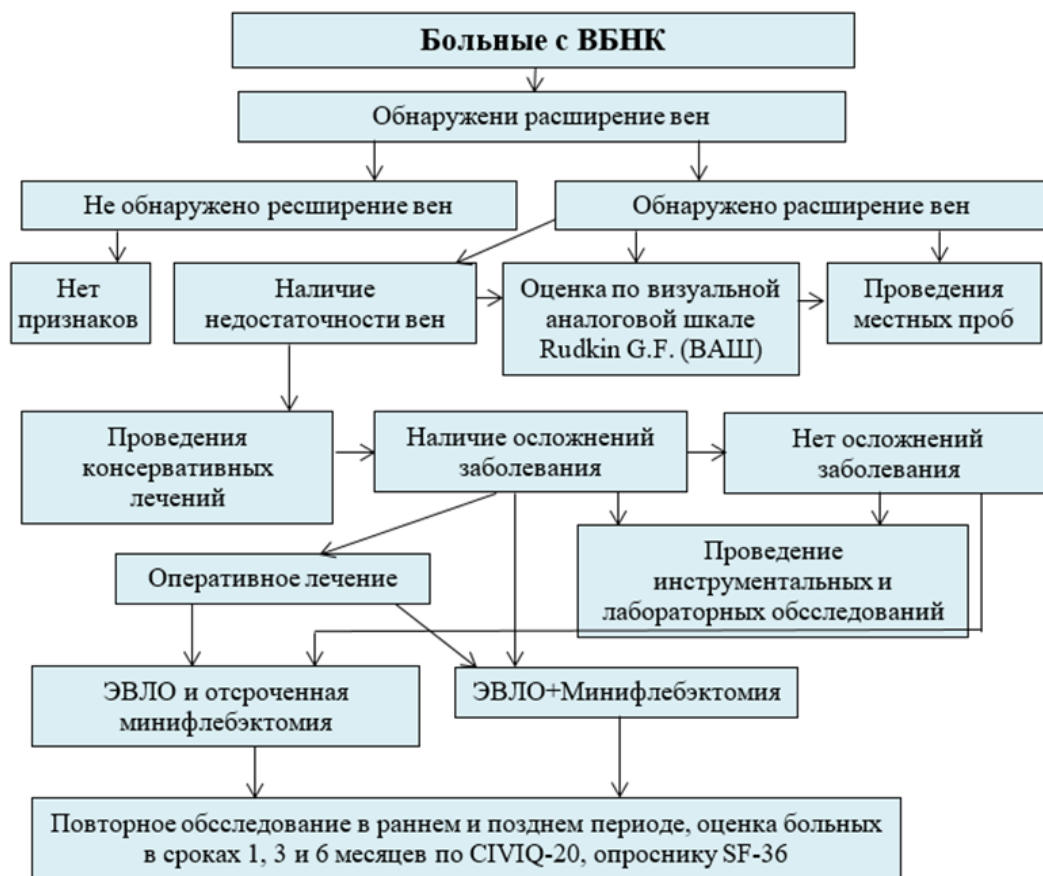 Больные с ВБНК
Обнаружени расширение вен
Не обнаружено ресширение вен
Обнаружено расширение вен
Нет
признаков
Наличие
недостаточности вен
Оценка по визуальной
аналоговой шкале
Rudkin G.F. (ВАШ)
Проведения
местных проб
Проведения
консервативных
лечений
Наличие осложнений
заболевания
Нет осложнений
заболевания
Оперативное лечение
Проведение
инструментальных и
лабораторных обсследований
ЭВЛО и отсроченная
минифлебэктомия
ЭВЛО+Минифлебэктомия
Повторное обсследование в раннем и позднем периоде, оценка больных
в сроках 1, 3 и 6 месяцев по CIVIQ-20, опроснику SF-36